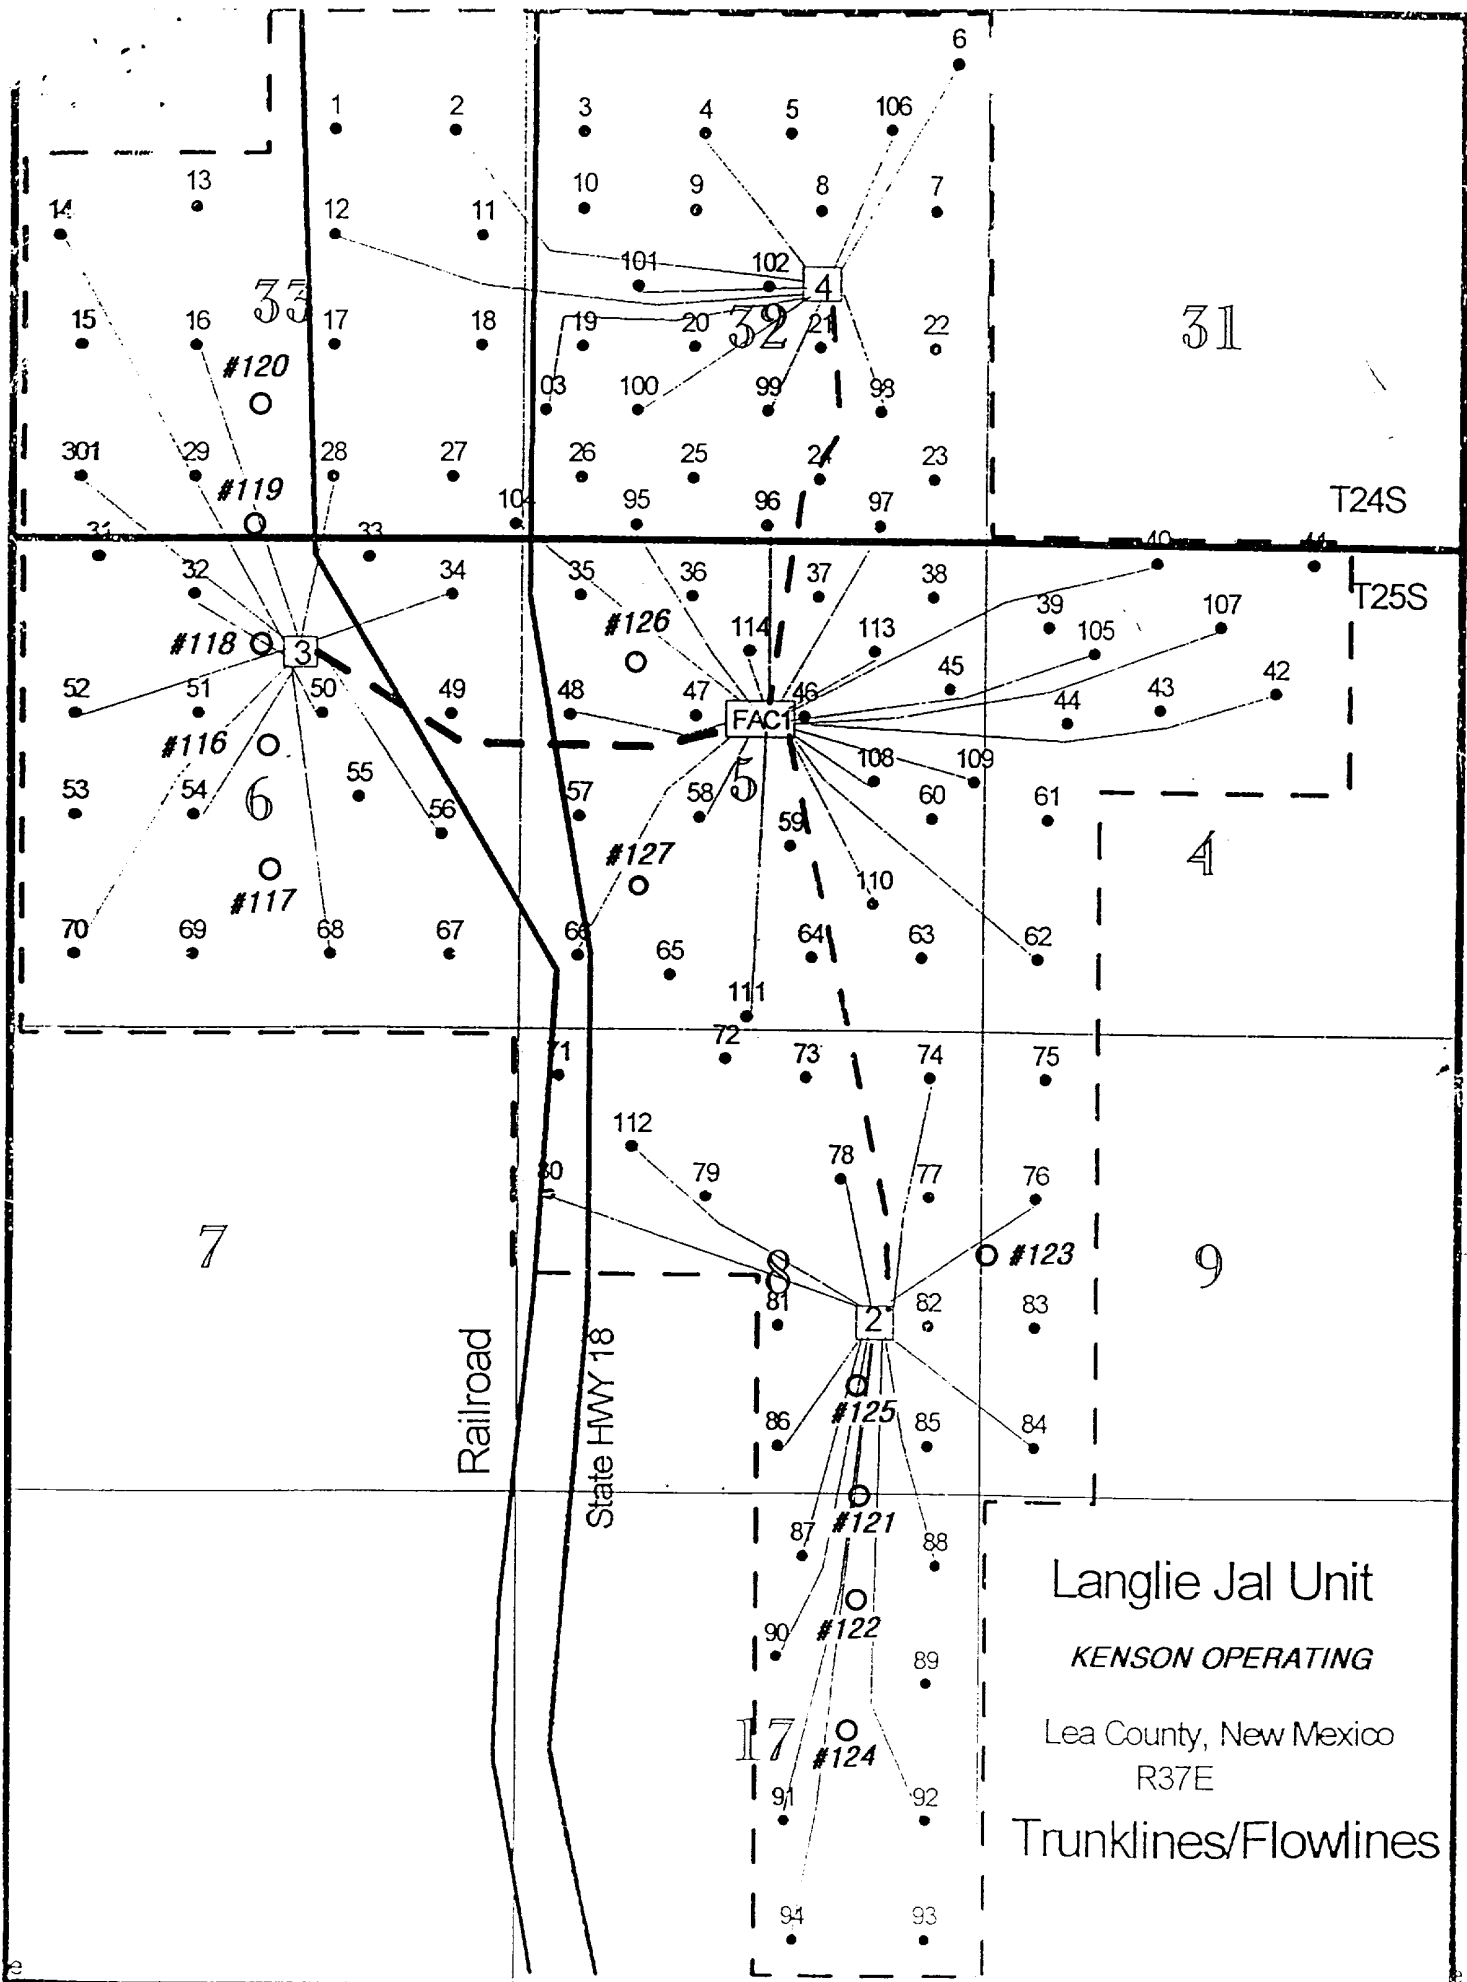 6
1 2 3 4 5 106
13 10 9 8 7
14 12 11
101 102 4
33 32 31
15 16 17 18 19 20 21 22
#120
03 100 99 98
301 29 28 27 26 25 24 23
#119
104 95 96 97
T24S
31 33 40 41
32 34 35 36 37 38
T25S
39 107
#118 #126 114 113 105
3
52 51 50 49 48 47 46 45 44 43 42
FAC1
#116
108 109
53 54 6 55 56 57 58 5 59 60 61
#127 4
#117 110
70 69 68 67 66 65 64 63 62
111
72
71 73 74 75
112
80 79 78 77 76
7 8 #123 9
81 2 82 83
Railroad
State HWY 18
#125
86 85 84
#121
87 88
Langlie Jal Unit
#122
90
KENSON OPERATING
89
17 #124
Lea County, New Mexico
R37E
91 92
Trunklines/Flowlines
94 93